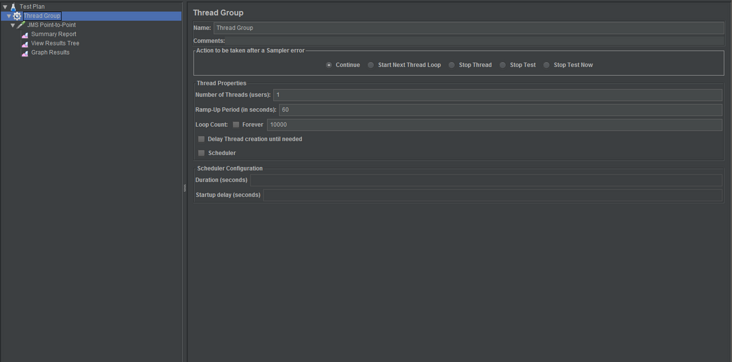 Test Plan
Thread Group
JMS Point-to-Point
Summary Report
View Results Tree
Graph Results
Thread Group
Name: Thread Group
Comments:
Action to be taken after a Sampler error
Continue Start Next Thread Loop Stop Thread Stop Test Stop Test Now
Thread Properties
Number of Threads (users): 1
Ramp-Up Period (in seconds): 60
Loop Count: Forever 10000
Delay Thread creation until needed
Scheduler
Scheduler Configuration
Duration (seconds)
Startup delay (seconds)